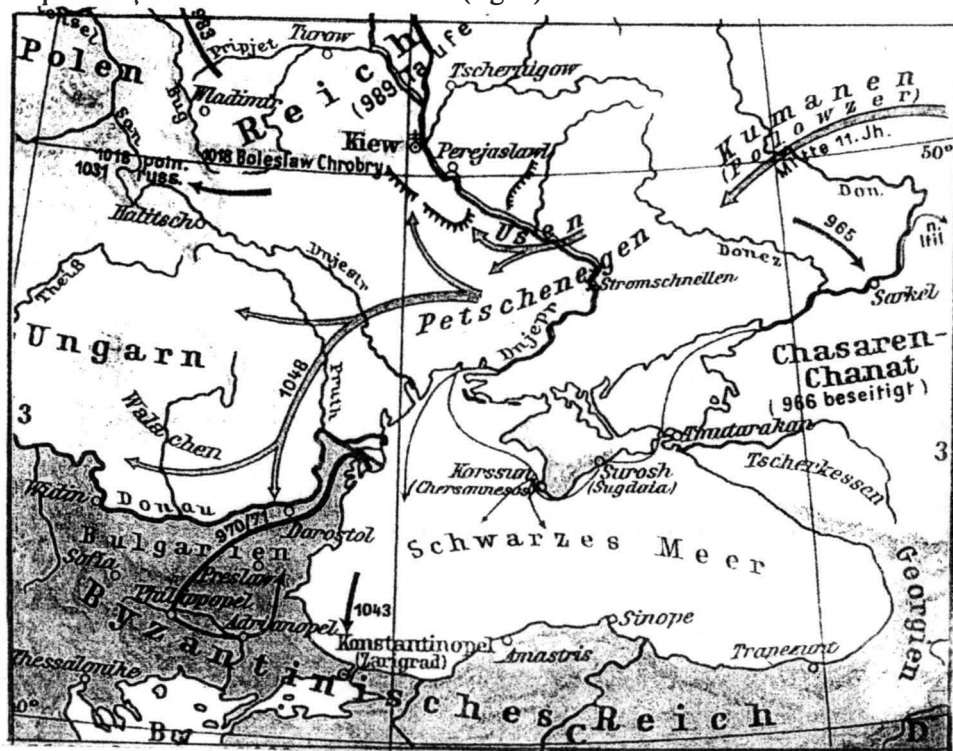 Polen
983
Pripjet
Turow
Reich
(989)
Taufe
Tschernigow
Bug
Wladimir
San
Kiew
Perejaslawl
Kumanen
(Polowzer)
Mitte 11. Jh.
50°
1018 poln.
1031 russ.
1018 Boleslaw Chrobry
Halitsch
Usen
Don
965
n. Itil
Donez
Sarkel
Dnjestr
Petschenegen
Stromschnellen
Dnjepr
Theiß
Ungarn
1048
Pruth
Chasaren-
Chanat
(966 beseitigt)
3
Walachen
Tmutarakan
3
Tscherkessen
Korssun
(Chersonnesos)
Surosh
(Sugdaia)
Widin
Donau
970/71
Dorostol
Bulgarien
Sofia
Preslaw
Schwarzes Meer
Georgien
Philippopel
Adrianopel
1043
Byzantinisches Reich
Konstantinopel
(Zarigrad)
Sinope
Amastris
Trapezunt
Thessalonike
0°
C
D